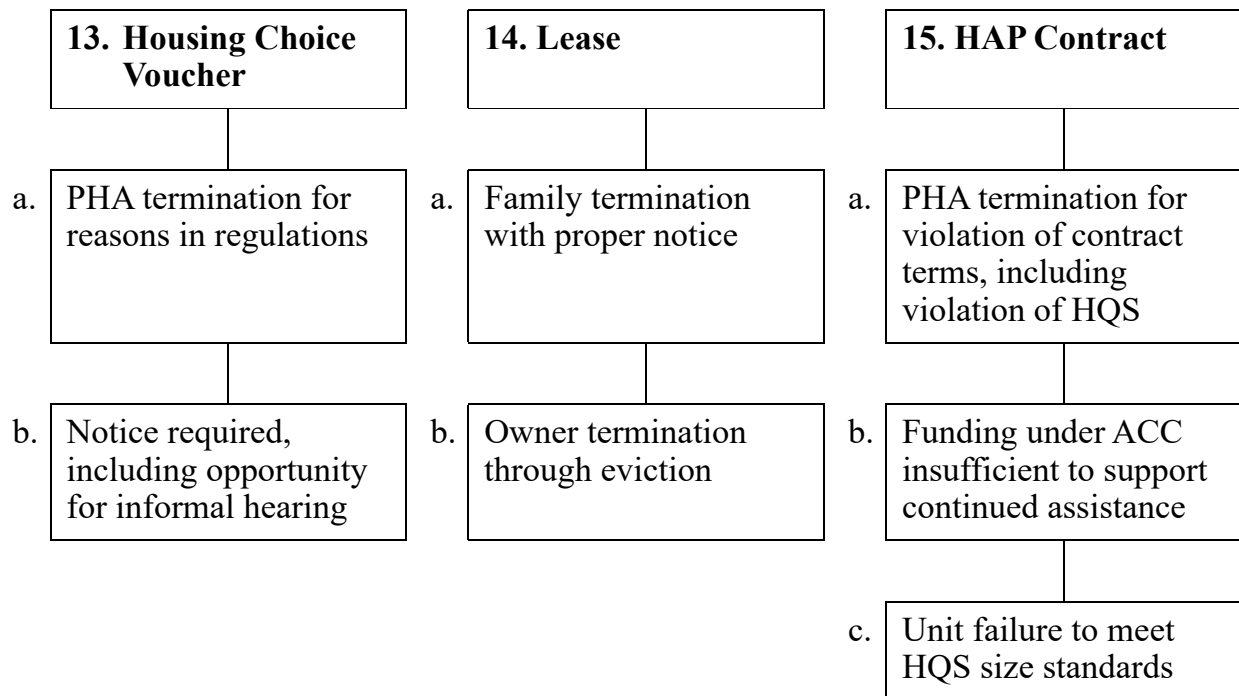 13. Housing Choice
Voucher
a. PHA termination for
reasons in regulations
b. Notice required,
including opportunity
for informal hearing
14. Lease
a. Family termination
with proper notice
b. Owner termination
through eviction
15. HAP Contract
a. PHA termination for
violation of contract
terms, including
violation of HQS
b. Funding under ACC
insufficient to support
continued assistance
c. Unit failure to meet
HQS size standards